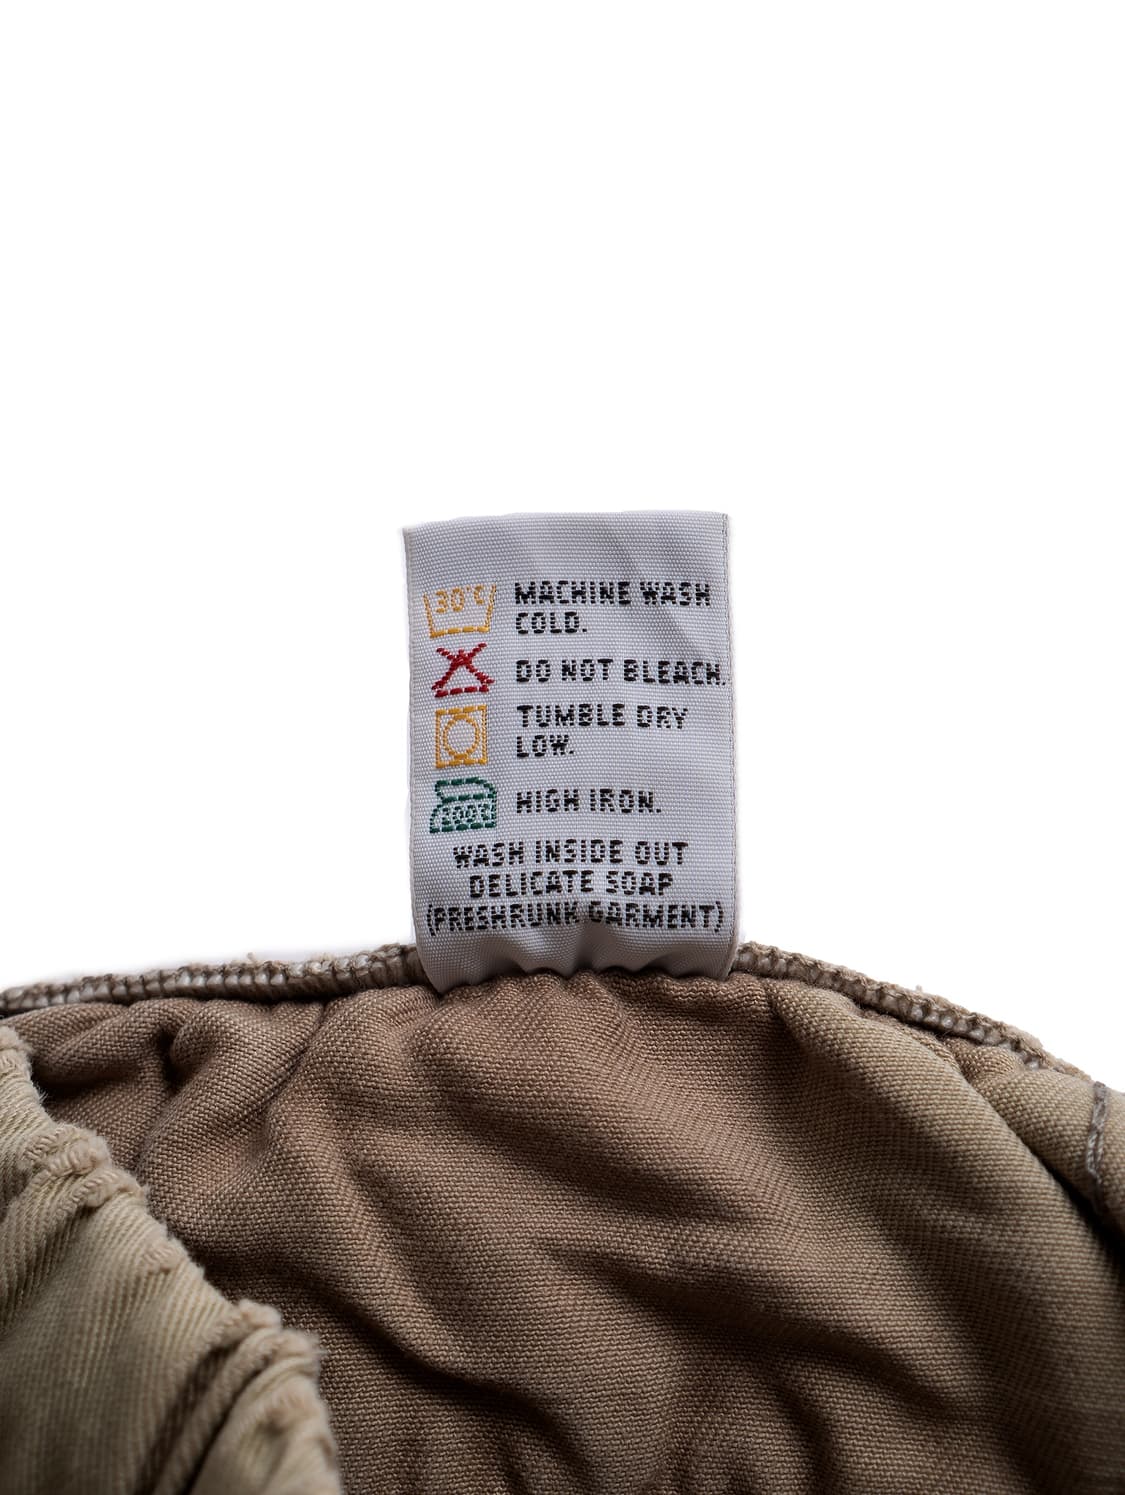 30°C MACHINE WASH
COLD.
DO NOT BLEACH.
TUMBLE DRY
LOW.
200°C HIGH IRON.
WASH INSIDE OUT
DELICATE SOAP
(PRESHRUNK GARMENT)